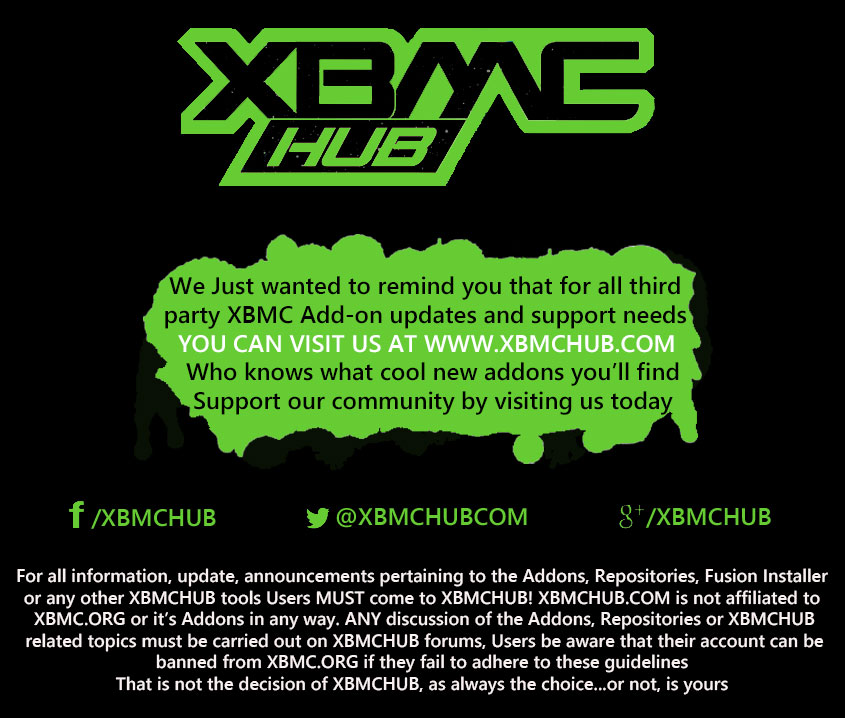 XBMC
HUB
We Just wanted to remind you that for all third
party XBMC Add-on updates and support needs
YOU CAN VISIT US AT WWW.XBMCHUB.COM
Who knows what cool new addons you'll find
Support our community by visiting us today
f /XBMCHUB
@XBMCHUBCOM
g+ /XBMCHUB
For all information, update, announcements pertaining to the Addons, Repositories, Fusion Installer
or any other XBMCHUB tools Users MUST come to XBMCHUB! XBMCHUB.COM is not affiliated to
XBMC.ORG or it's Addons in any way. ANY discussion of the Addons, Repositories or XBMCHUB
related topics must be carried out on XBMCHUB forums, Users be aware that their account can be
banned from XBMC.ORG if they fail to adhere to these guidelines
That is not the decision of XBMCHUB, as always the choice...or not, is yours